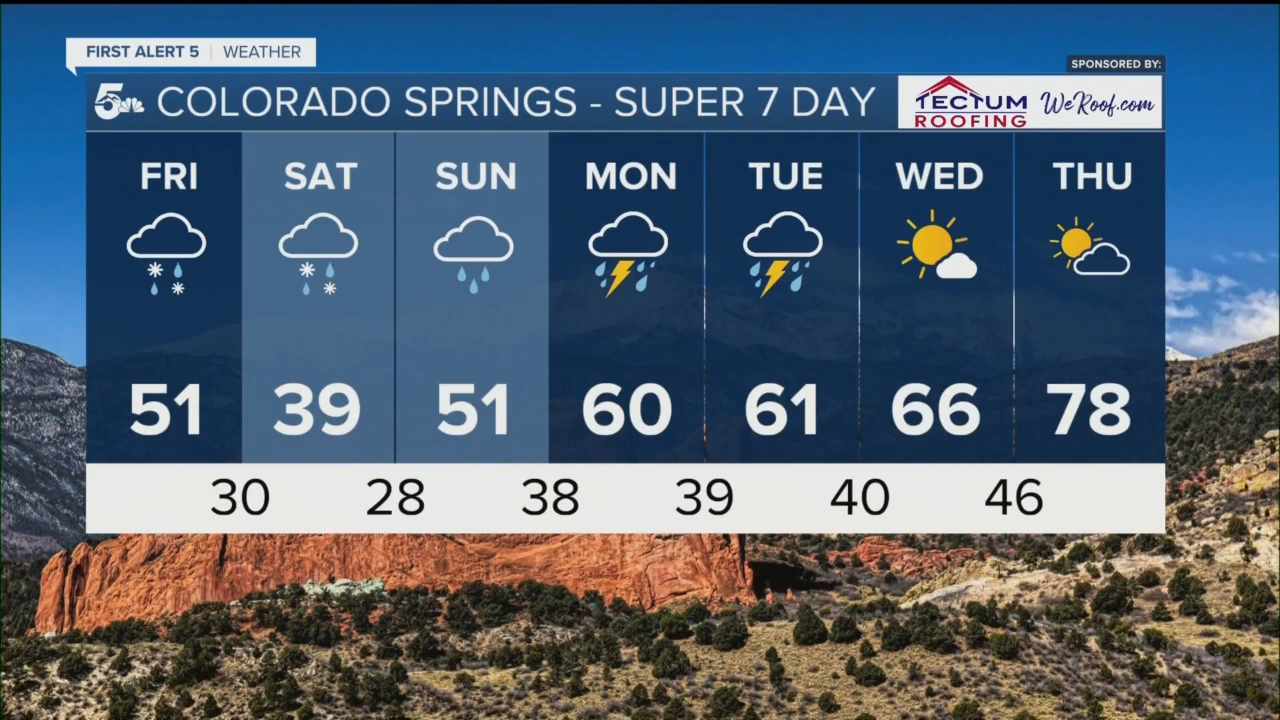 FIRST ALERT 5 | WEATHER
SPONSORED BY:
5 COLORADO SPRINGS - SUPER 7 DAY
TECTUM
ROOFING
WeRoof.com
FRI SAT SUN MON TUE WED THU
51 39 51 60 61 66 78
30 28 38 39 40 46